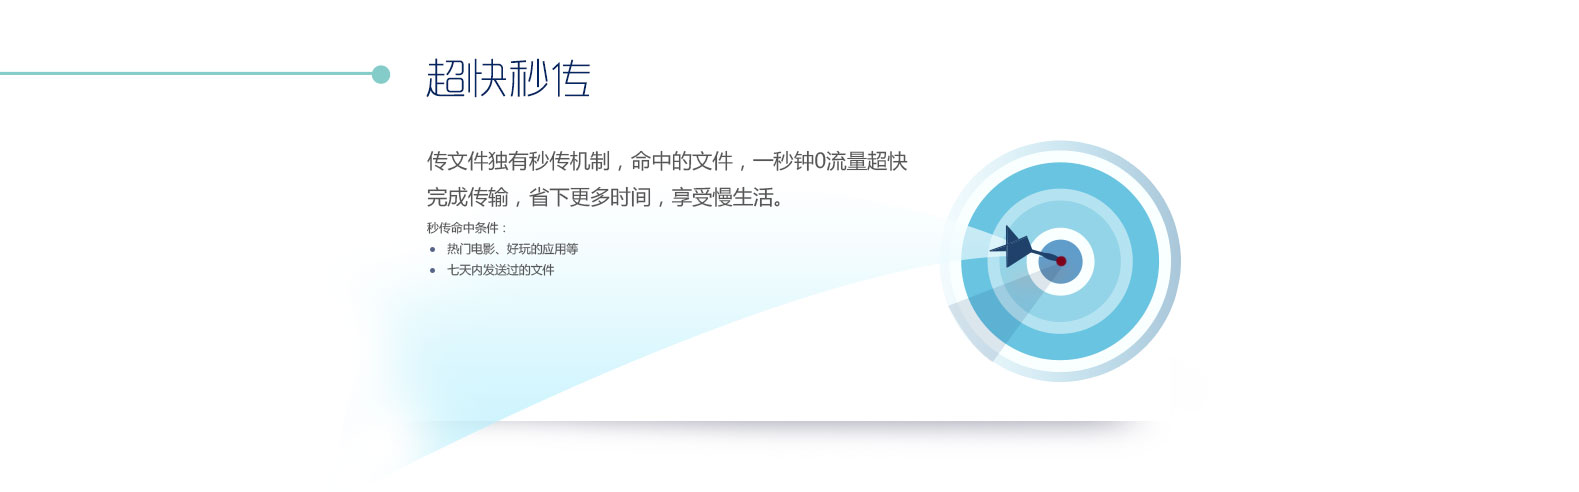 超快秒传
传文件独有秒传机制，命中的文件，一秒钟0流量超快
完成传输，省下更多时间，享受慢生活。
秒传命中条件：
热门电影、好玩的应用等
七天内发送过的文件